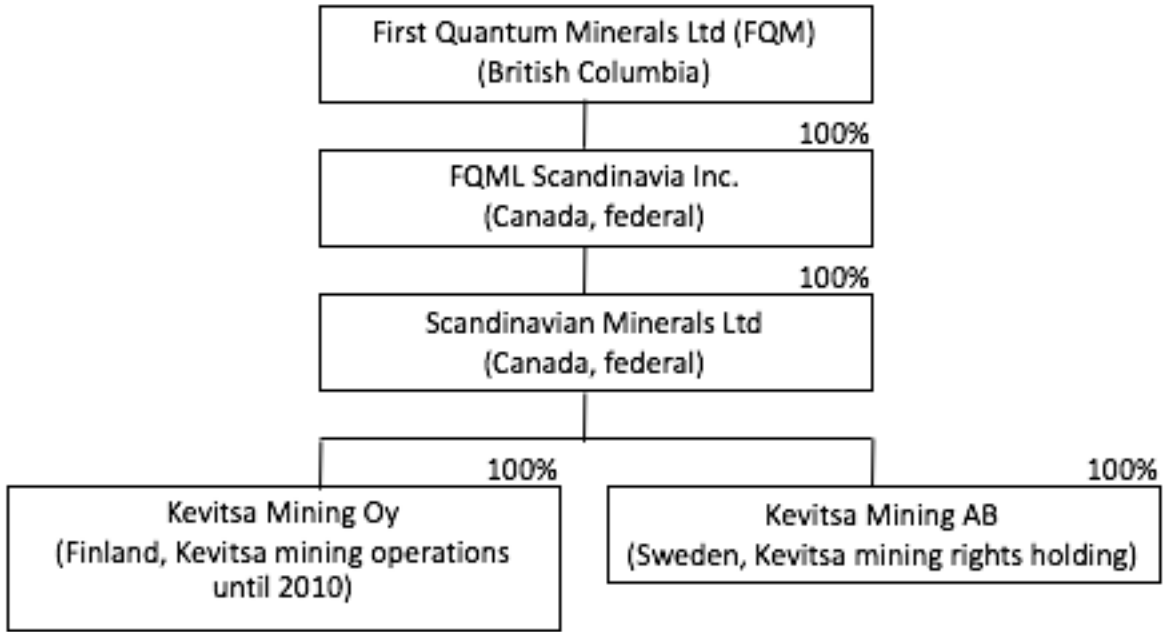 First Quantum Minerals Ltd (FQM)
(British Columbia)
100%
FQML Scandinavia Inc.
(Canada, federal)
100%
Scandinavian Minerals Ltd
(Canada, federal)
100%
Kevitsa Mining Oy
(Finland, Kevitsa mining operations
until 2010)
100%
Kevitsa Mining AB
(Sweden, Kevitsa mining rights holding)